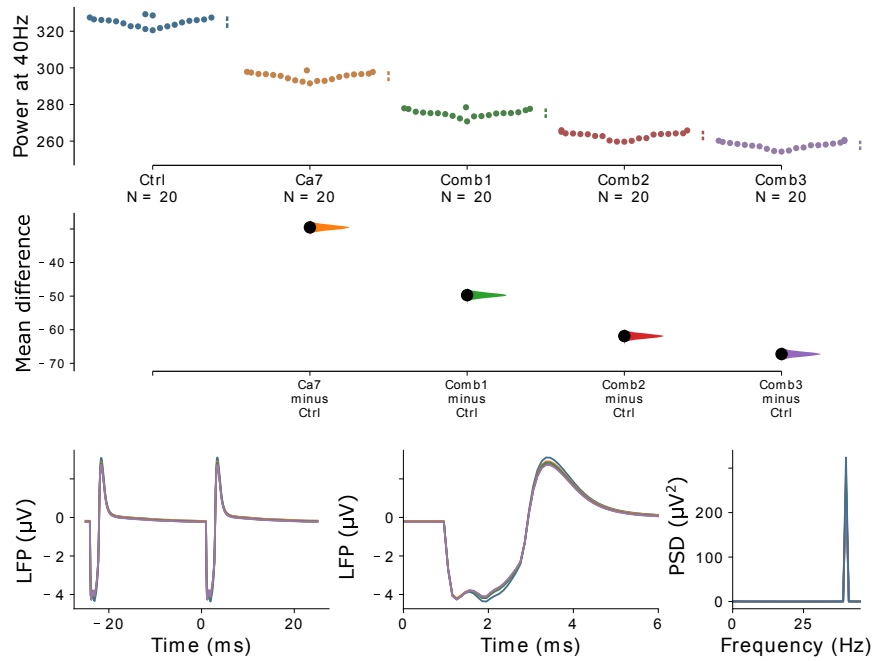 Power at 40Hz
320
300
280
260
Ctrl
N = 20
Ca7
N = 20
Comb1
N = 20
Comb2
N = 20
Comb3
N = 20
Mean difference
− 40
− 50
− 60
− 70
Ca7
minus
Ctrl
Comb1
minus
Ctrl
Comb2
minus
Ctrl
Comb3
minus
Ctrl
LFP (μV)
0
− 2
− 4
− 20
0
20
Time (ms)
LFP (μV)
0
− 2
− 4
0
2
4
6
Time (ms)
PSD (μV²)
200
100
0
0
25
Frequency (Hz)